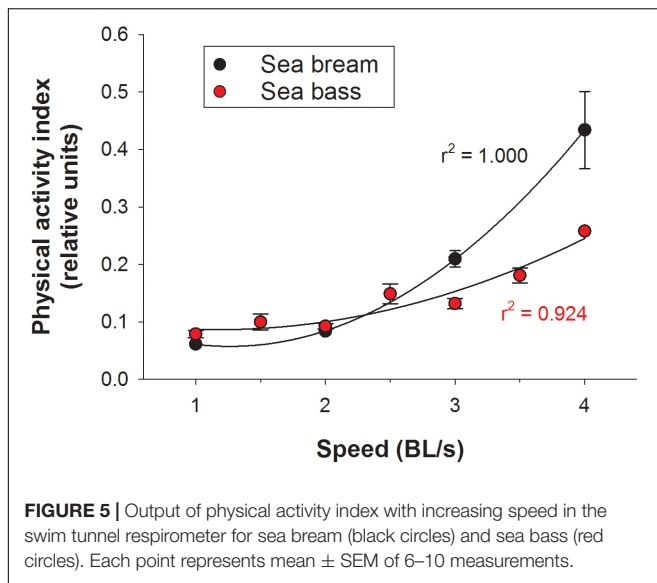 Sea bream
Sea bass
r² = 1.000
r² = 0.924
Physical activity index
(relative units)
0.6
0.5
0.4
0.3
0.2
0.1
0.0
1 2 3 4
Speed (BL/s)
FIGURE 5 | Output of physical activity index with increasing speed in the
swim tunnel respirometer for sea bream (black circles) and sea bass (red
circles). Each point represents mean ± SEM of 6–10 measurements.